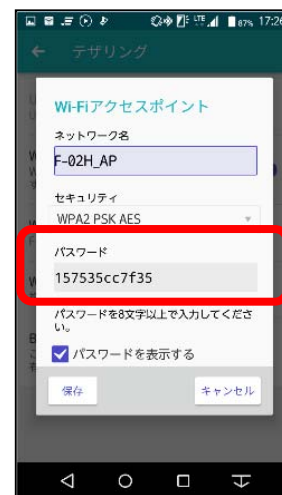 LTE 87% 17:26
テザリング
Wi-Fiアクセスポイント
ネットワーク名
F-02H_AP
セキュリティ
WPA2 PSK AES
パスワード
157535cc7f35
パスワードを8文字以上で入力してくださ
い。
パスワードを表示する
保存
キャンセル